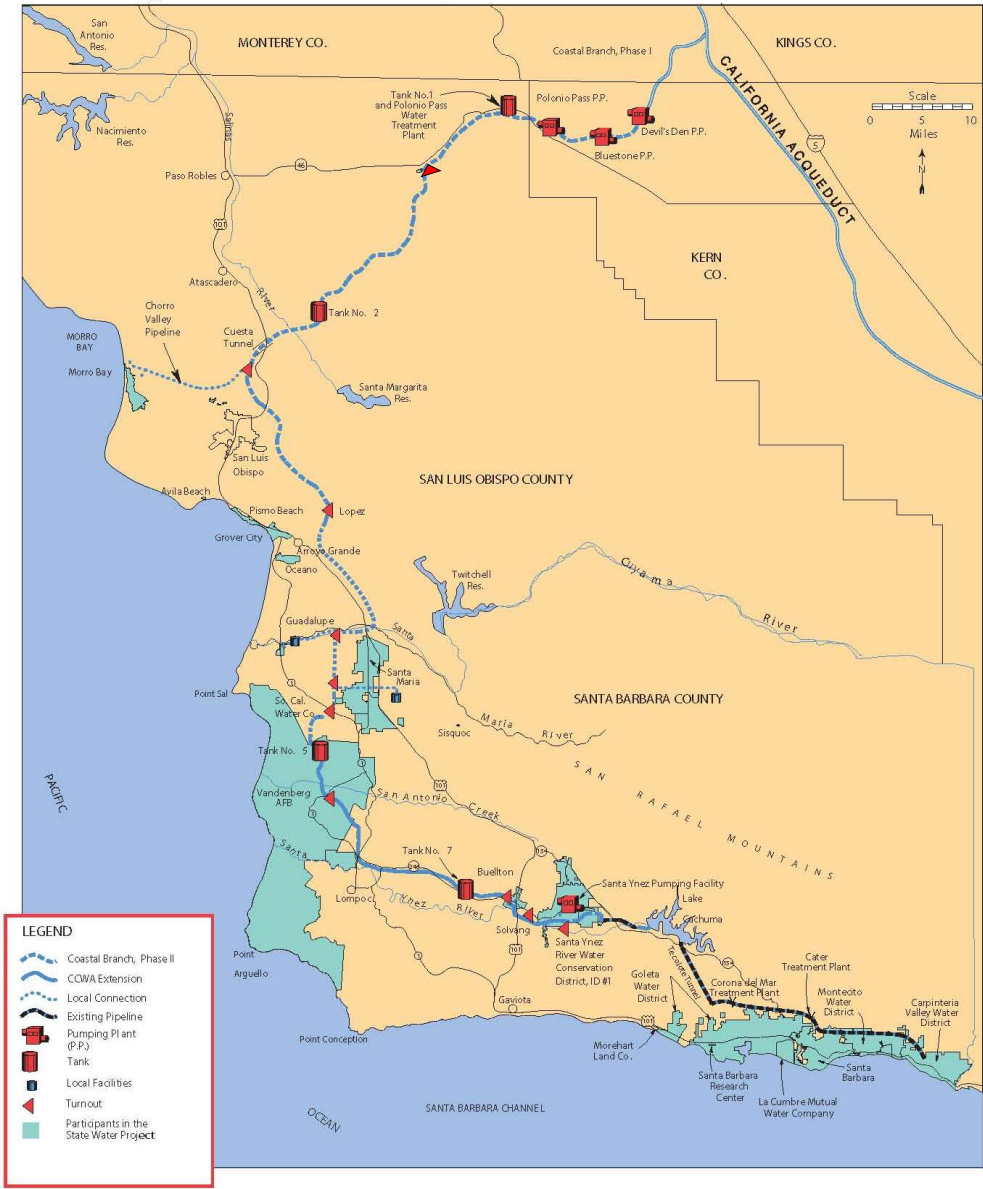 San
Antonio
Res.
MONTEREY CO.
Coastal Branch, Phase I
KINGS CO.
Tank No.1
and Polonio Pass
Water
Treatment
Plant
Polonio Pass P.P.
Devil's Den P.P.
Bluestone P.P.
CALIFORNIA ACQUEDUCT
5
Scale
0 5 10
Miles
N
Nacimiento
Res.
Salinas
Paso Robles
46
101
Atascadero
River
KERN
CO.
Chorro
Valley
Pipeline
Cuesta
Tunnel
Tank No. 2
MORRO
BAY
Morro Bay
Santa Margarita
Res.
San Luis
Obispo
SAN LUIS OBISPO COUNTY
Avila Beach
Pismo Beach
Lopez
Grover City
Arroyo Grande
Oceano
Twitchell
Res.
Cuyama
River
Guadalupe
Santa
1
Santa
Maria
Point Sal
So. Cal.
Water Co.
SANTA BARBARA COUNTY
Maria
River
Sisquoc
Tank No. 5
1
SAN
RAFAEL MOUNTAINS
PACIFIC
Vandenberg
AFB
San Antonio
Creek
101
1
Santa
154
Tank No. 7
246
Buellton
Santa Ynez Pumping Facility
Lompoc
Ynez
River
Lake
Cachuma
Solvang
101
Santa Ynez
River Water
Conservation
District, ID #1
1
Point
Arguello
Tecolote Tunnel
154
Goleta
Water
District
Corona del Mar
Treatment Plant
Cater
Treatment Plant
Montecito
Water
District
Carpinteria
Valley Water
District
Gaviota
101
Point Conception
Morehart
Land Co.
Santa Barbara
Research
Center
La Cumbre Mutual
Water Company
Santa
Barbara
OCEAN
SANTA BARBARA CHANNEL
LEGEND
Coastal Branch, Phase II
CCWA Extension
Local Connection
Existing Pipeline
Pumping Plant
(P.P.)
Tank
Local Facilities
Turnout
Participants in the
State Water Project